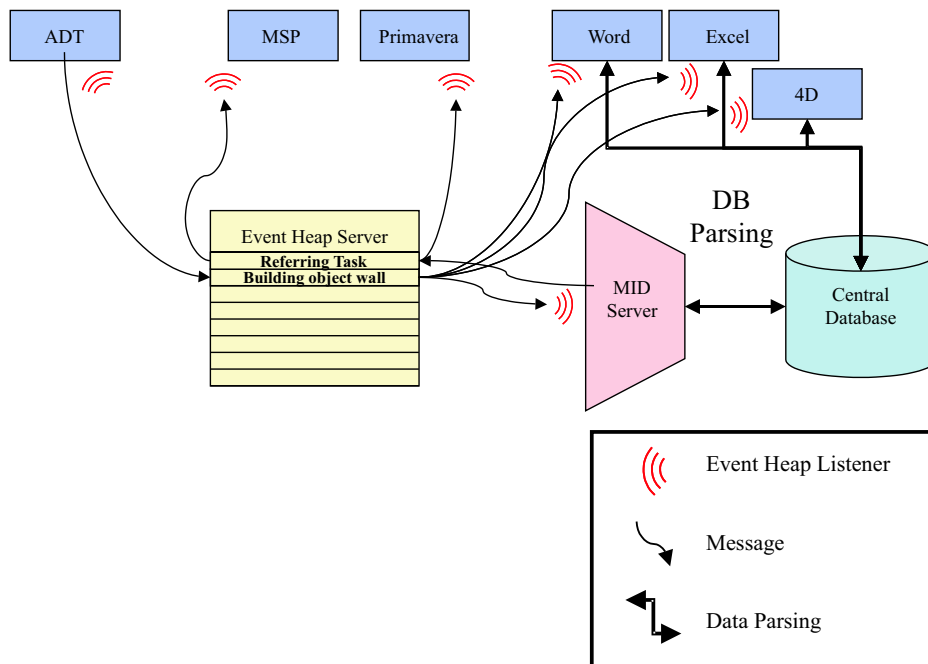 ADT
MSP
Primavera
Word
Excel
4D
Event Heap Server
Referring Task
Building object wall
DB
Parsing
MID
Server
Central
Database
Event Heap Listener
Message
Data Parsing